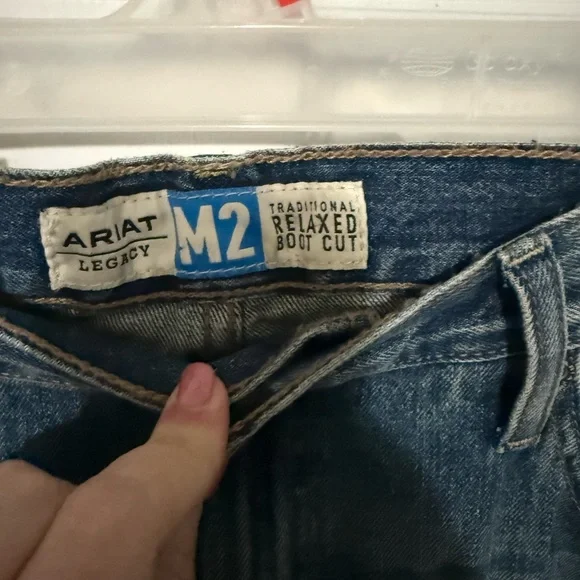 ARIAT
LEGACY
M2
TRADITIONAL
RELAXED
BOOT CUT